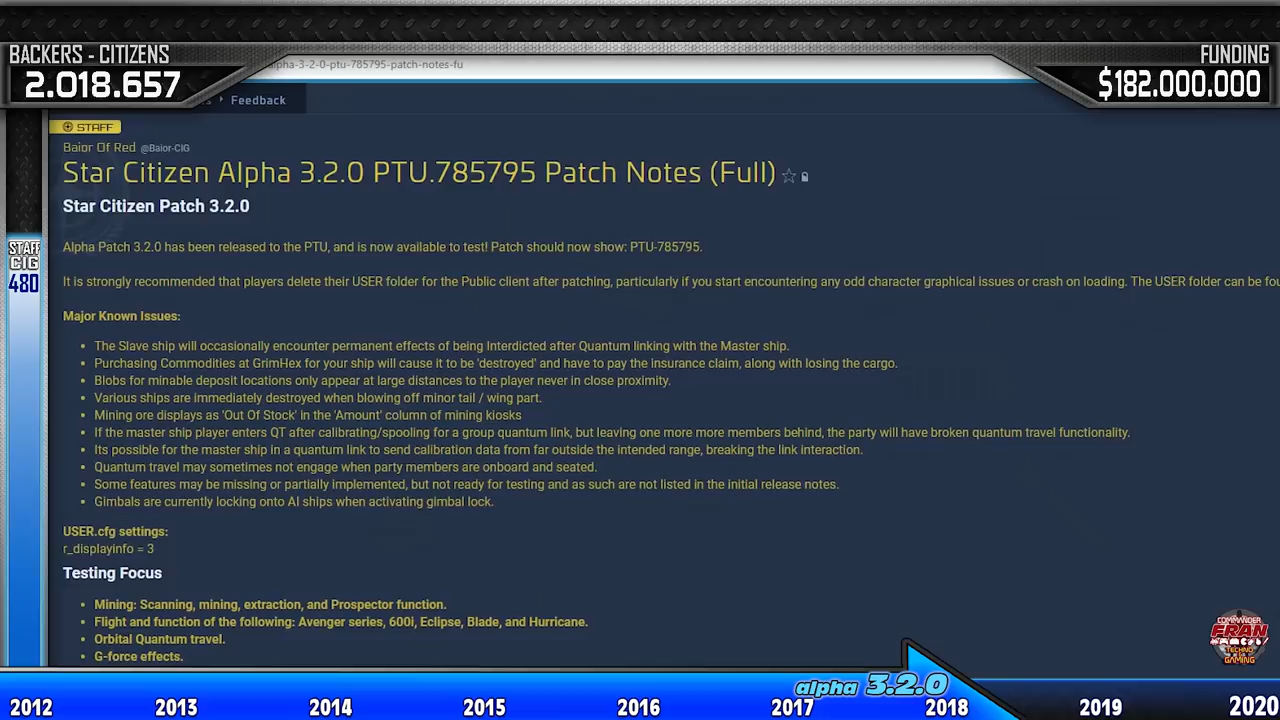 BACKERS - CITIZENS
2.018.657
FUNDING
$182.000.000
lpha-3-2-0-ptu-785795-patch-notes-fu
Feedback
STAFF
Baior Of Red @Baior-CIG
Star Citizen Alpha 3.2.0 PTU.785795 Patch Notes (Full)
Star Citizen Patch 3.2.0
Alpha Patch 3.2.0 has been released to the PTU, and is now available to test! Patch should now show: PTU-785795.
It is strongly recommended that players delete their USER folder for the Public client after patching, particularly if you start encountering any odd character graphical issues or crash on loading. The USER folder can be fou
Major Known Issues:
• The Slave ship will occasionally encounter permanent effects of being Interdicted after Quantum linking with the Master ship.
• Purchasing Commodities at GrimHex for your ship will cause it to be 'destroyed' and have to pay the insurance claim, along with losing the cargo.
• Blobs for minable deposit locations only appear at large distances to the player never in close proximity.
• Various ships are immediately destroyed when blowing off minor tail / wing part.
• Mining ore displays as 'Out Of Stock' in the 'Amount' column of mining kiosks
• If the master ship player enters QT after calibrating/spooling for a group quantum link, but leaving one more more members behind, the party will have broken quantum travel functionality.
• Its possible for the master ship in a quantum link to send calibration data from far outside the intended range, breaking the link interaction.
• Quantum travel may sometimes not engage when party members are onboard and seated.
• Some features may be missing or partially implemented, but not ready for testing and as such are not listed in the initial release notes.
• Gimbals are currently locking onto AI ships when activating gimbal lock.
USER.cfg settings:
r_displayinfo = 3
Testing Focus
• Mining: Scanning, mining, extraction, and Prospector function.
• Flight and function of the following: Avenger series, 600i, Eclipse, Blade, and Hurricane.
• Orbital Quantum travel.
• G-force effects.
STAFF
CIG
480
COMMANDER
FRAN
TECHNO
GAMING
alpha 3.2.0
2012 2013 2014 2015 2016 2017 2018 2019 2020